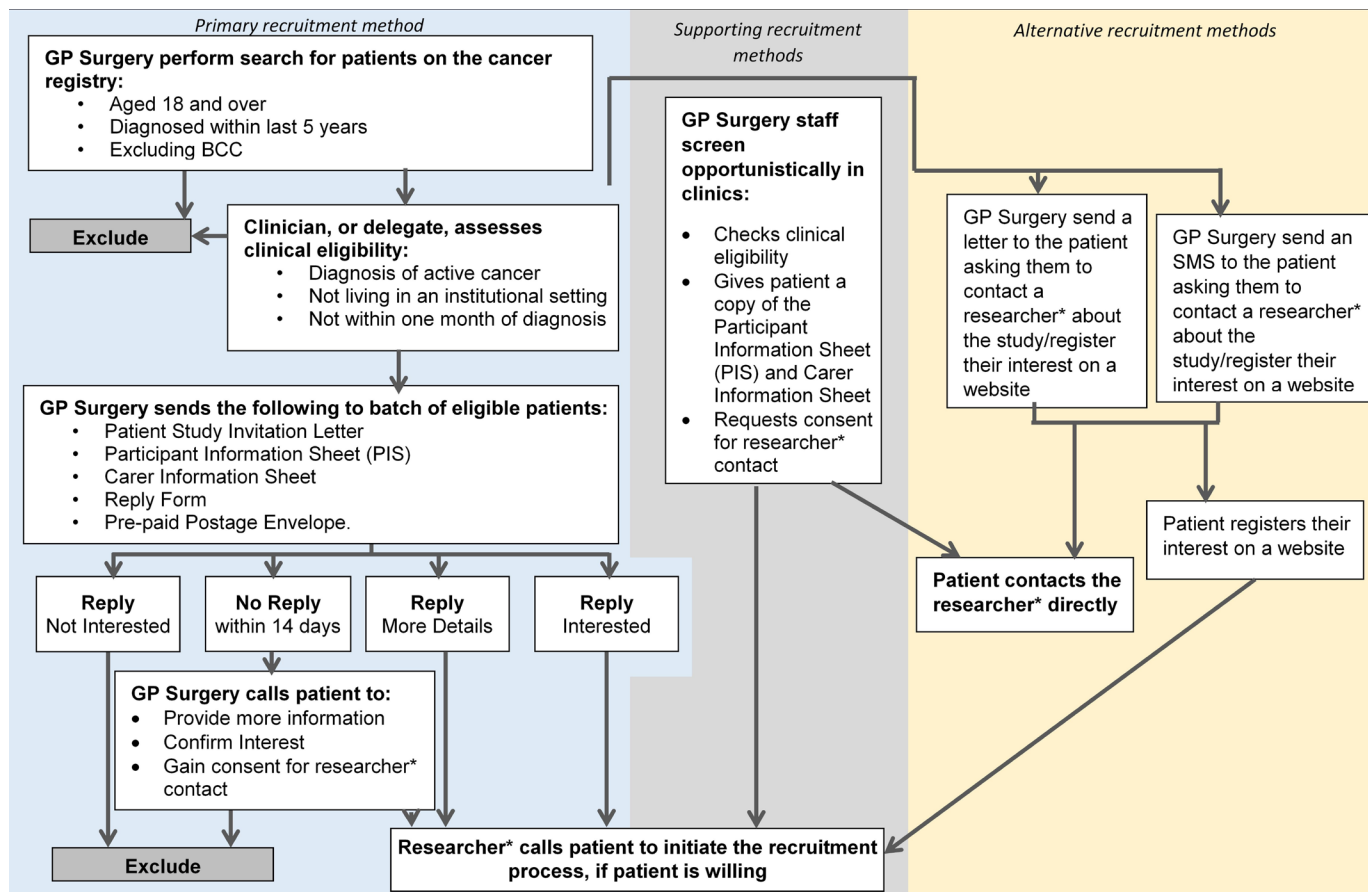 Primary recruitment method
Supporting recruitment
methods
Alternative recruitment methods
GP Surgery perform search for patients on the cancer
registry:
• Aged 18 and over
• Diagnosed within last 5 years
• Excluding BCC
Exclude
Clinician, or delegate, assesses
clinical eligibility:
• Diagnosis of active cancer
• Not living in an institutional setting
• Not within one month of diagnosis
GP Surgery sends the following to batch of eligible patients:
• Patient Study Invitation Letter
• Participant Information Sheet (PIS)
• Carer Information Sheet
• Reply Form
• Pre-paid Postage Envelope.
Reply
Not Interested
No Reply
within 14 days
Reply
More Details
Reply
Interested
GP Surgery calls patient to:
• Provide more information
• Confirm Interest
• Gain consent for researcher*
contact
Exclude
GP Surgery staff
screen
opportunistically in
clinics:
• Checks clinical
eligibility
• Gives patient a
copy of the
Participant
Information Sheet
(PIS) and Carer
Information Sheet
• Requests consent
for researcher*
contact
GP Surgery send a
letter to the patient
asking them to
contact a
researcher* about
the study/register
their interest on a
website
GP Surgery send an
SMS to the patient
asking them to
contact a researcher*
about the
study/register their
interest on a website
Patient registers their
interest on a website
Patient contacts the
researcher* directly
Researcher* calls patient to initiate the recruitment
process, if patient is willing